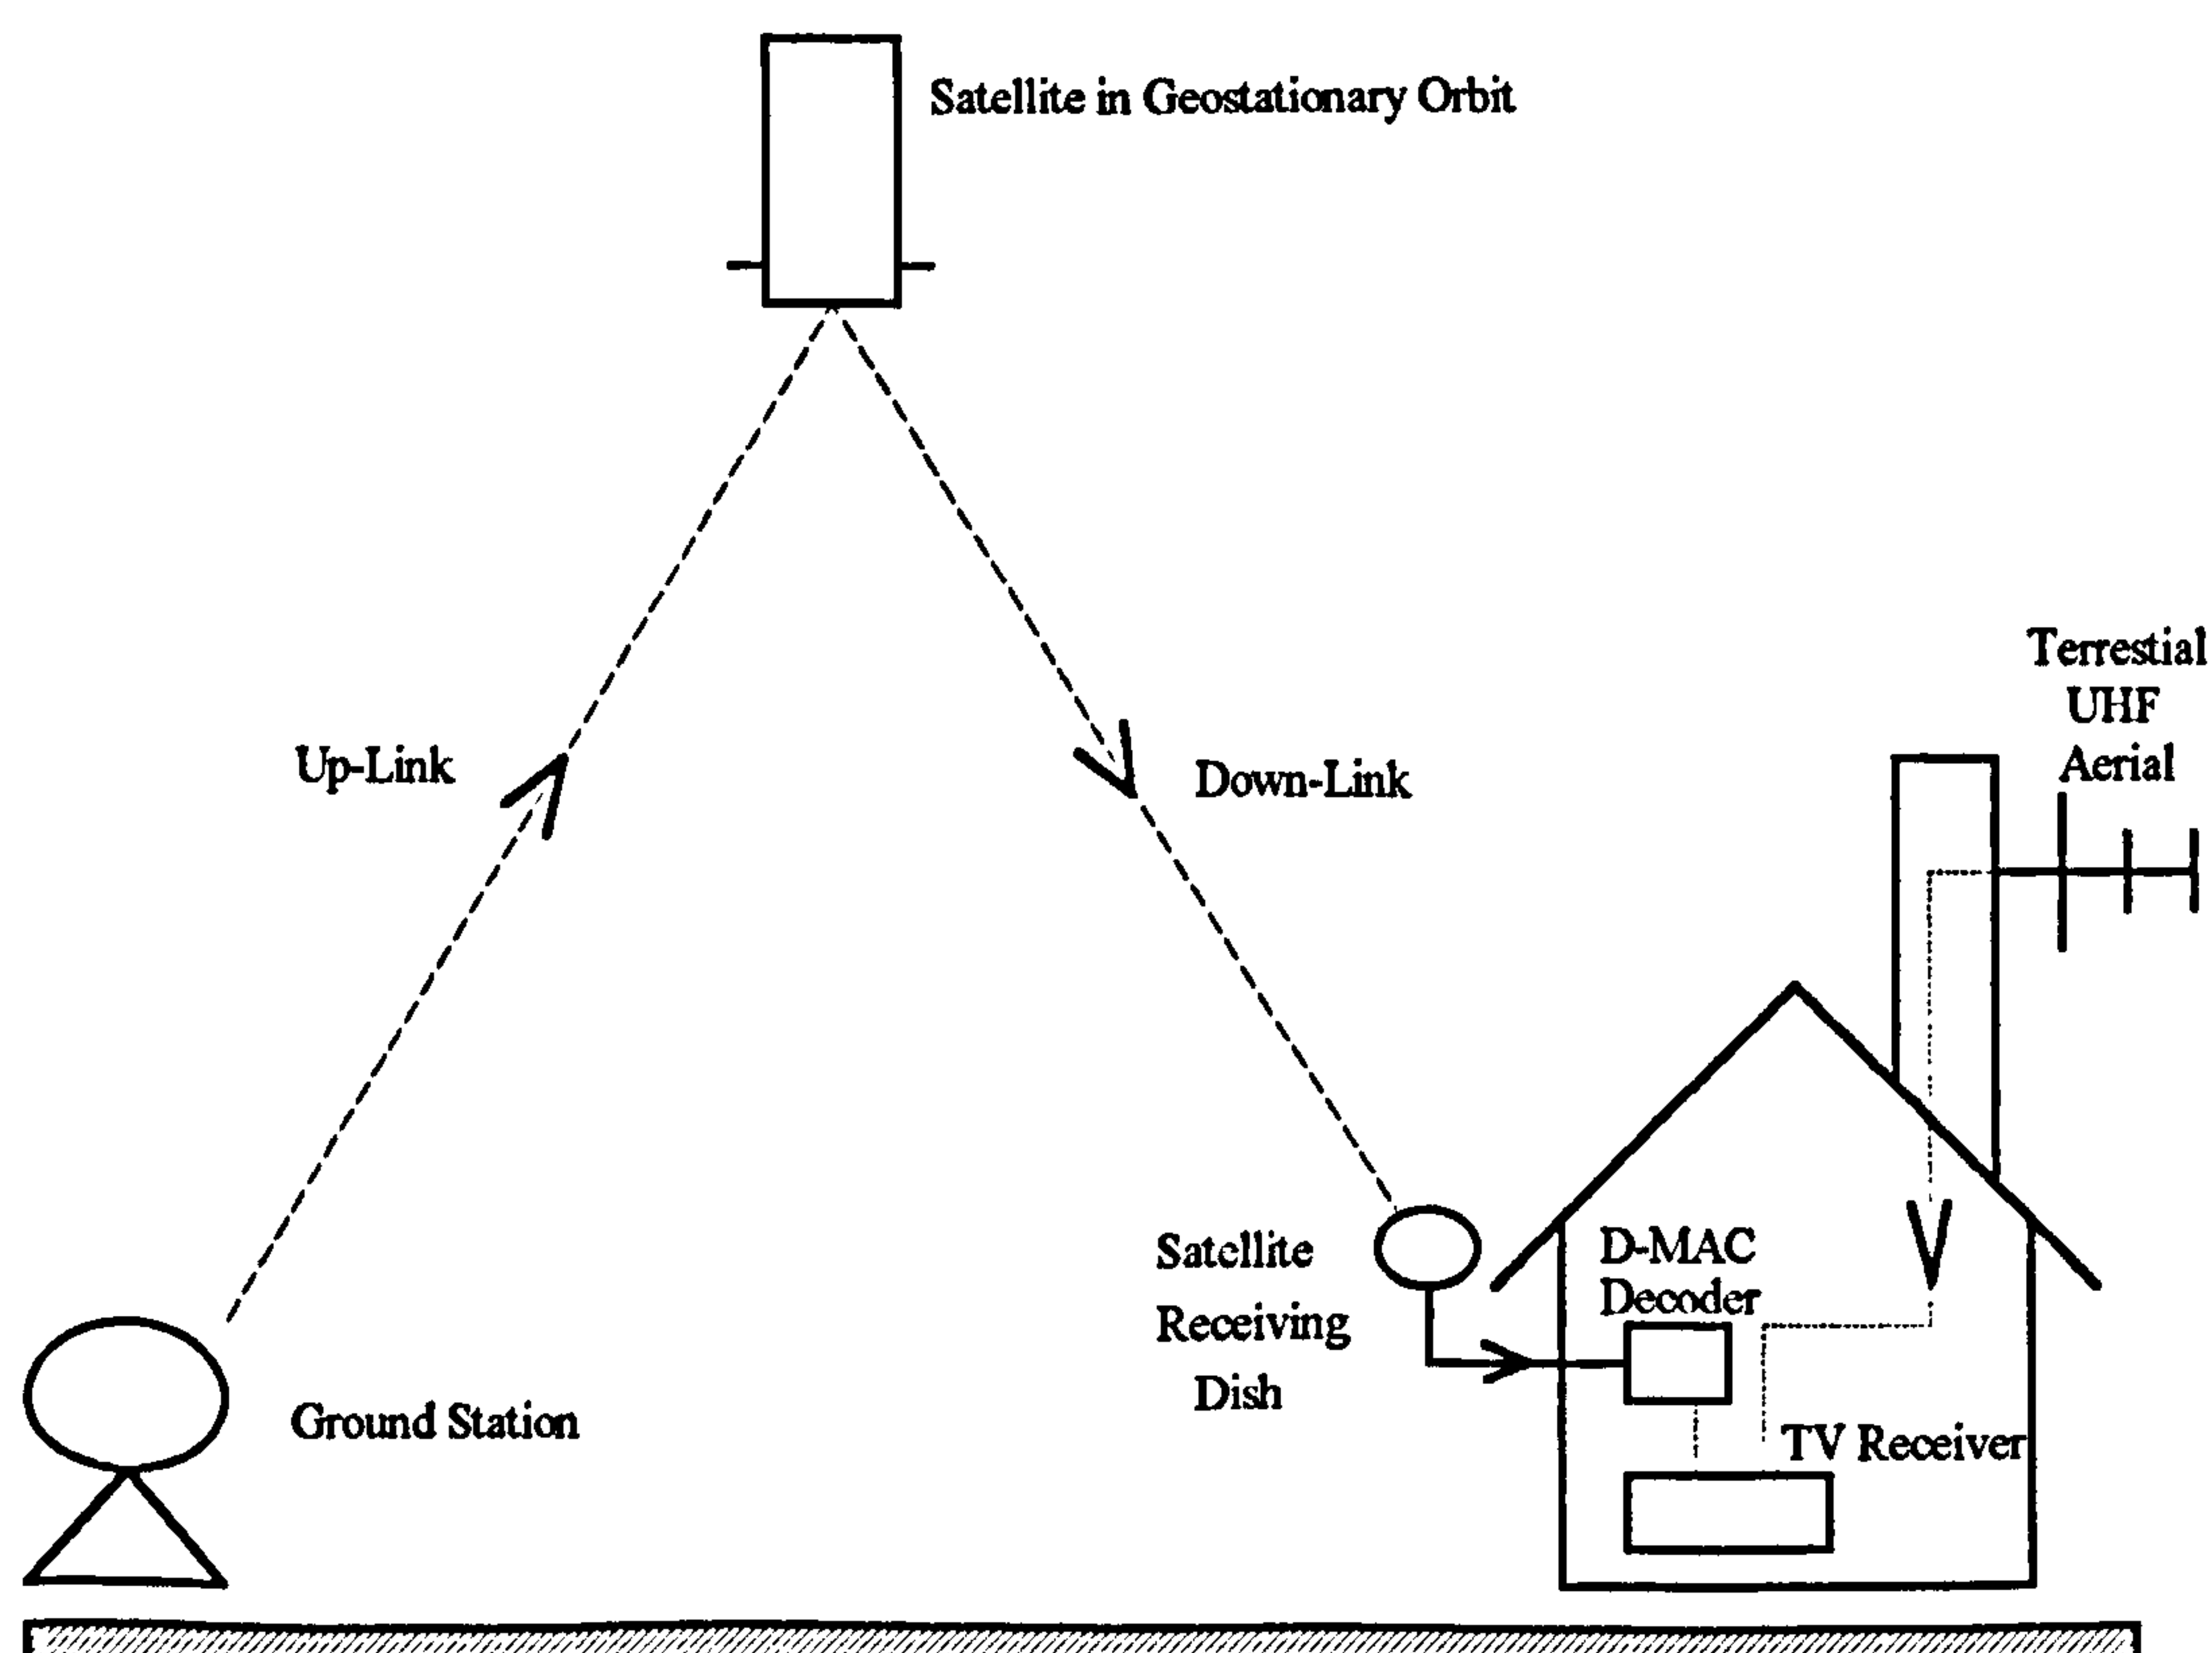 Satellite in Geostationary Orbit
Terrestial
UHF
Aerial
Up-Link
Down-Link
Satellite
Receiving
Dish
D-MAC
Decoder
Ground Station
TV Receiver